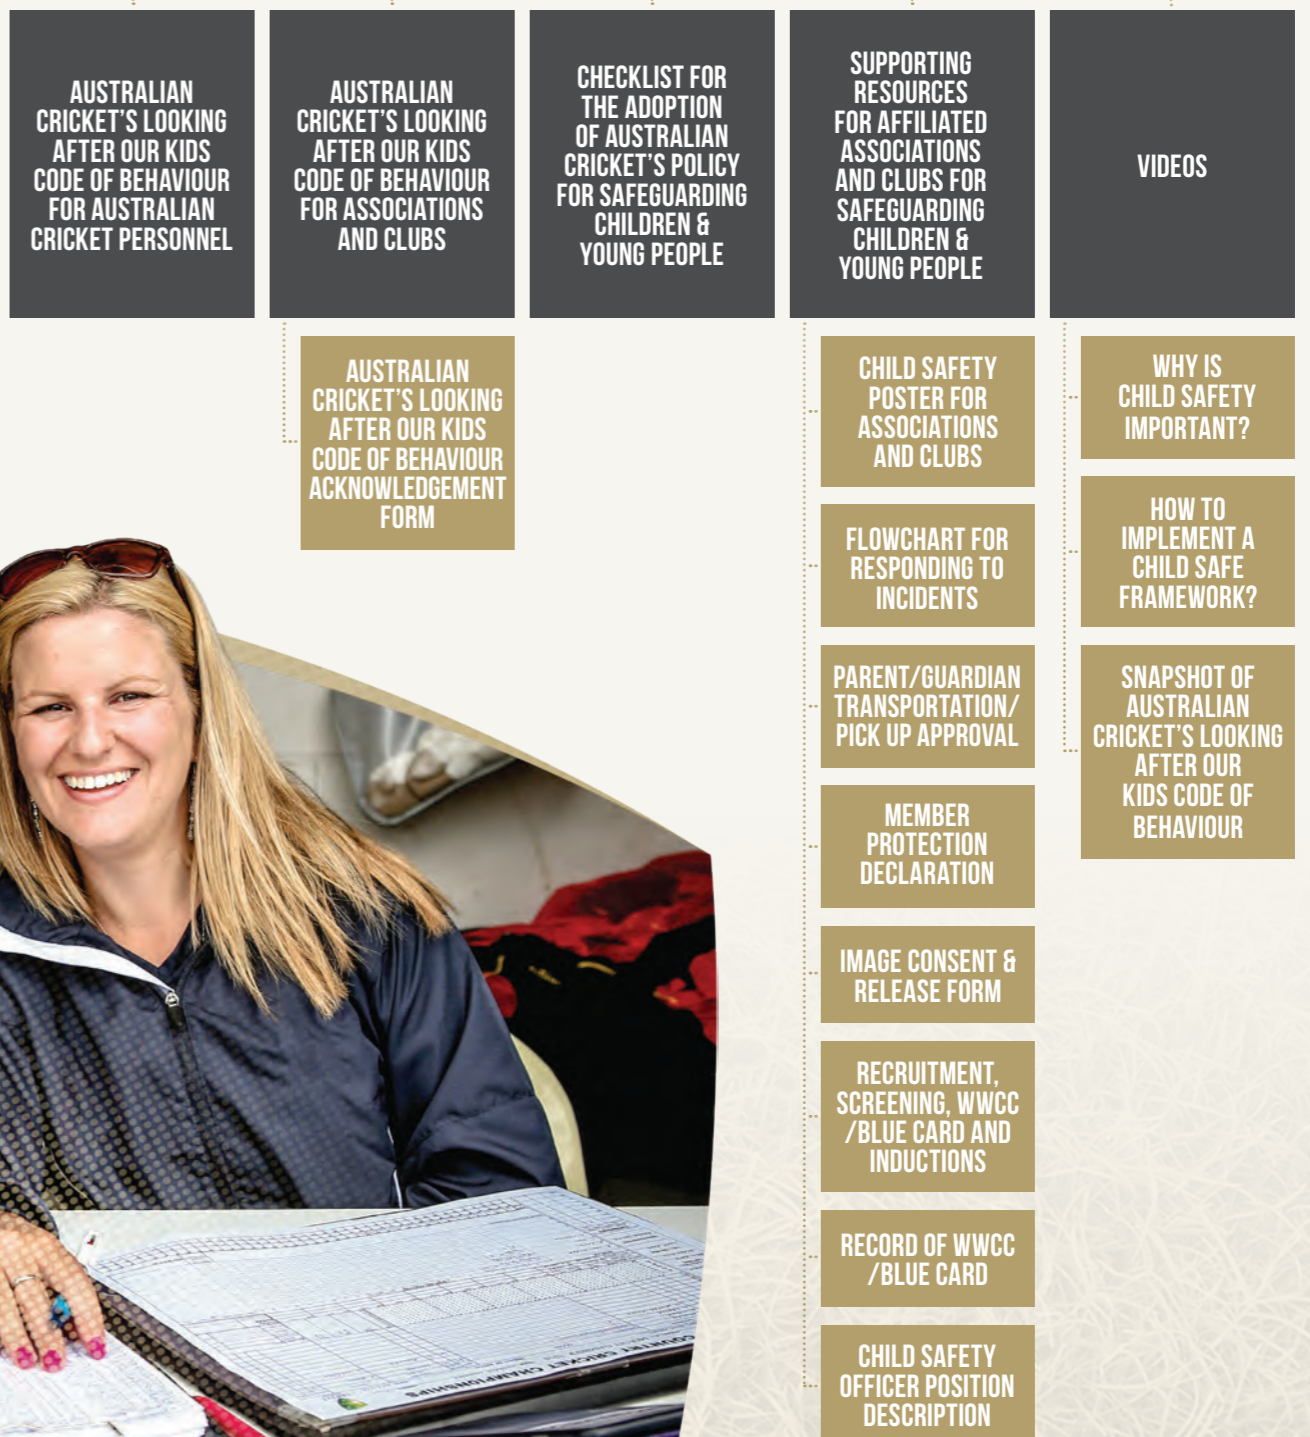 AUSTRALIAN
CRICKET'S LOOKING
AFTER OUR KIDS
CODE OF BEHAVIOUR
FOR AUSTRALIAN
CRICKET PERSONNEL
AUSTRALIAN
CRICKET'S LOOKING
AFTER OUR KIDS
CODE OF BEHAVIOUR
FOR ASSOCIATIONS
AND CLUBS
AUSTRALIAN
CRICKET'S LOOKING
AFTER OUR KIDS
CODE OF BEHAVIOUR
ACKNOWLEDGEMENT
FORM
CHECKLIST FOR
THE ADOPTION
OF AUSTRALIAN
CRICKET'S POLICY
FOR SAFEGUARDING
CHILDREN &
YOUNG PEOPLE
SUPPORTING
RESOURCES
FOR AFFILIATED
ASSOCIATIONS
AND CLUBS FOR
SAFEGUARDING
CHILDREN &
YOUNG PEOPLE
CHILD SAFETY
POSTER FOR
ASSOCIATIONS
AND CLUBS
FLOWCHART FOR
RESPONDING TO
INCIDENTS
PARENT/GUARDIAN
TRANSPORTATION/
PICK UP APPROVAL
MEMBER
PROTECTION
DECLARATION
IMAGE CONSENT &
RELEASE FORM
RECRUITMENT,
SCREENING, WWCC
/BLUE CARD AND
INDUCTIONS
RECORD OF WWCC
/BLUE CARD
CHILD SAFETY
OFFICER POSITION
DESCRIPTION
VIDEOS
WHY IS
CHILD SAFETY
IMPORTANT?
HOW TO
IMPLEMENT A
CHILD SAFE
FRAMEWORK?
SNAPSHOT OF
AUSTRALIAN
CRICKET'S LOOKING
AFTER OUR
KIDS CODE OF
BEHAVIOUR
COUNTRY CRICKET CHAMPIONSHIPS